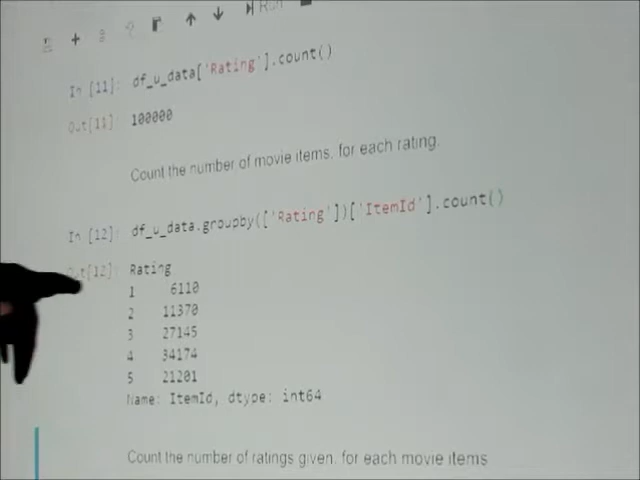 In [11]: df_u_data['Rating'].count()
Out[11] 100000
Count the number of movie items, for each rating.
In [12]: df_u_data.groupby(['Rating'])['ItemId'].count()
Out[12]: Rating
1 6110
2 11370
3 27145
4 34174
5 21201
Name: ItemId, dtype: int64
Count the number of ratings given, for each movie items